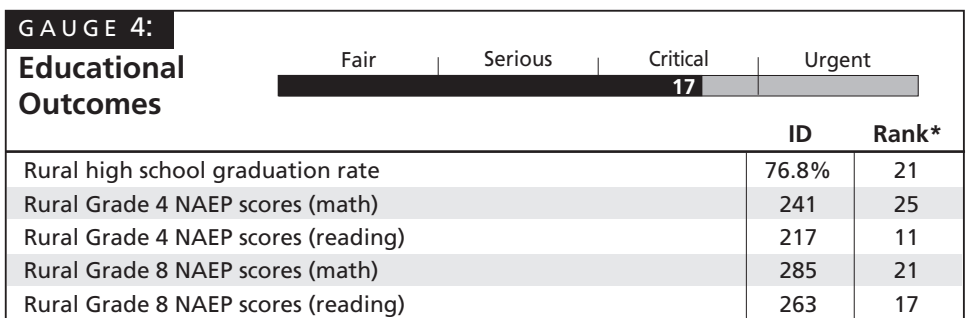 GAUGE 4:
Educational
Outcomes
Fair Serious Critical Urgent
17
ID Rank*
Rural high school graduation rate 76.8% 21
Rural Grade 4 NAEP scores (math) 241 25
Rural Grade 4 NAEP scores (reading) 217 11
Rural Grade 8 NAEP scores (math) 285 21
Rural Grade 8 NAEP scores (reading) 263 17